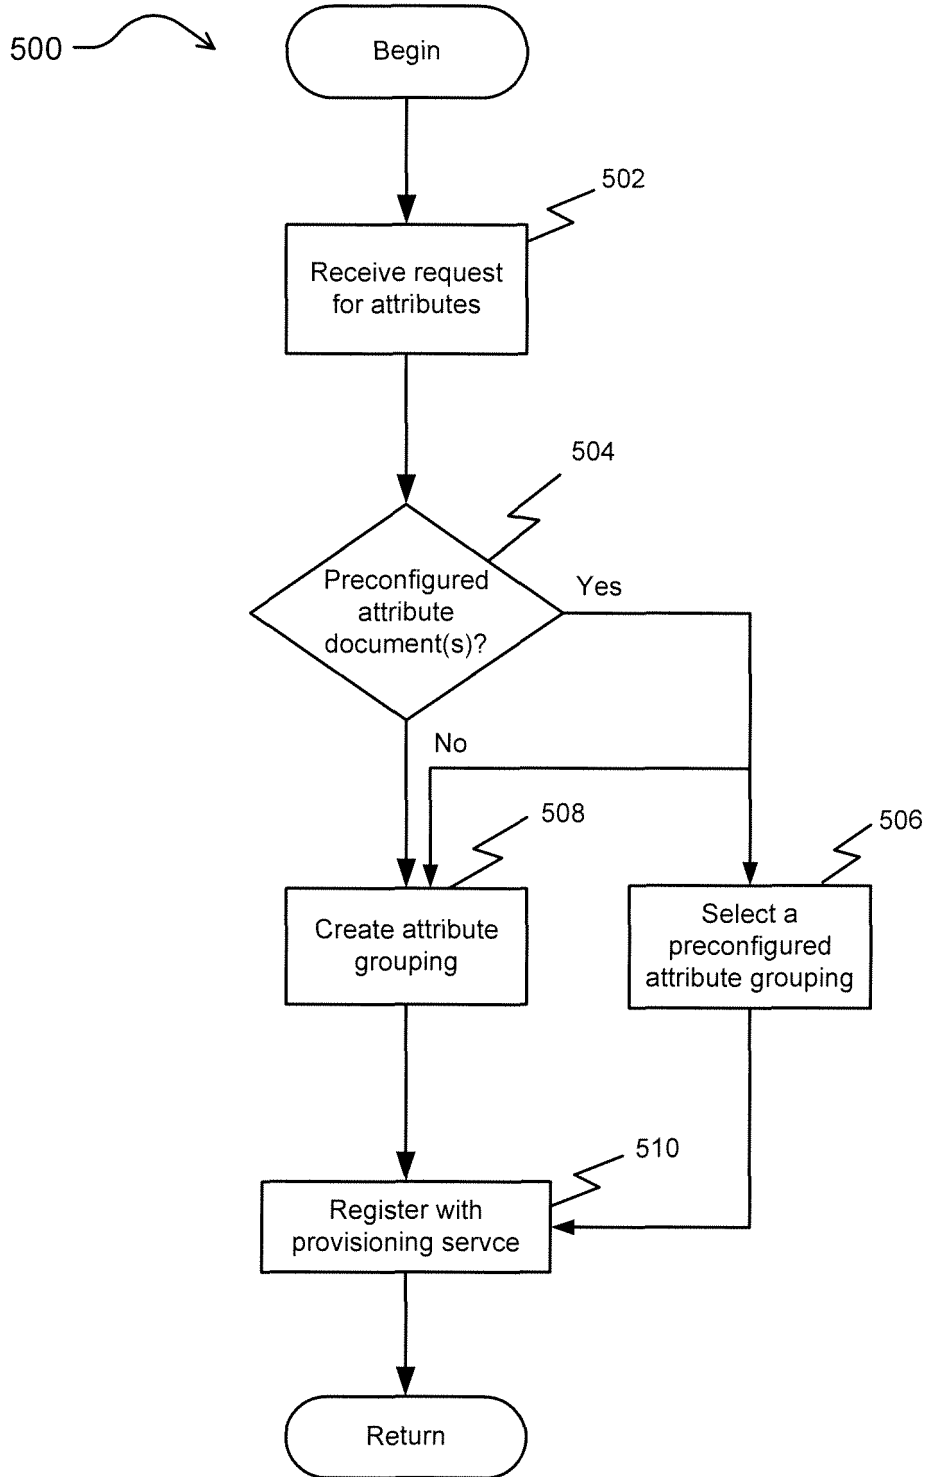 500
Begin
502
Receive request
for attributes
504
Preconfigured
attribute
document(s)?
Yes
No
508
506
Create attribute
grouping
Select a
preconfigured
attribute grouping
510
Register with
provisioning servce
Return